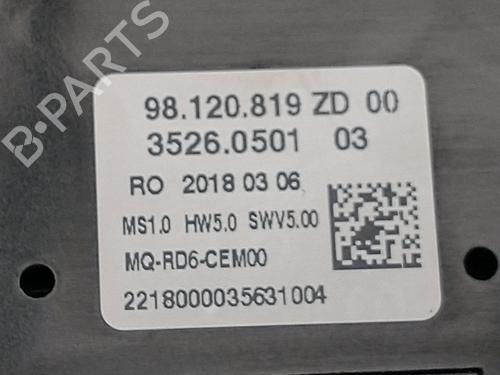 B-PARTS
98.120.819 ZD 00
3526.0501 03
RO 2018 03 06
MS1.0 HW5.0 SWV5.00
MQ-RD6-CEM00
2218000035631004